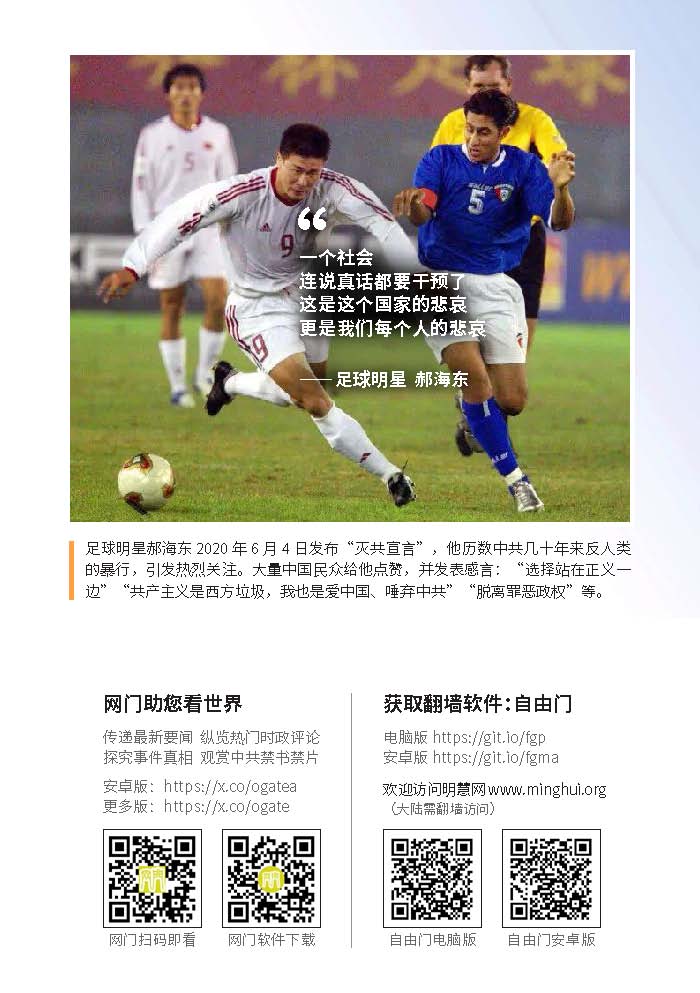 5
9
9
5
“
一个社会
连说真话都要干预了
这是这个国家的悲哀
更是我们每个人的悲哀
—— 足球明星 郝海东
足球明星郝海东 2020 年 6 月 4 日发布“灭共宣言”，他历数中共几十年来反人类
的暴行，引发热烈关注。大量中国民众给他点赞，并发表感言：“选择站在正义一
边”“共产主义是西方垃圾，我也是爱中国、唾弃中共”“脱离罪恶政权”等。
网门助您看世界
传递最新要闻 纵览热门时政评论
探究事件真相 观赏中共禁书禁片
安卓版：https://x.co/ogatea
更多版：https://x.co/ogate
网门扫码即看
网门软件下载
获取翻墙软件：自由门
电脑版 https://git.io/fgp
安卓版 https://git.io/fgma
欢迎访问明慧网www.minghui.org
（大陆需翻墙访问）
自由门电脑版
自由门安卓版